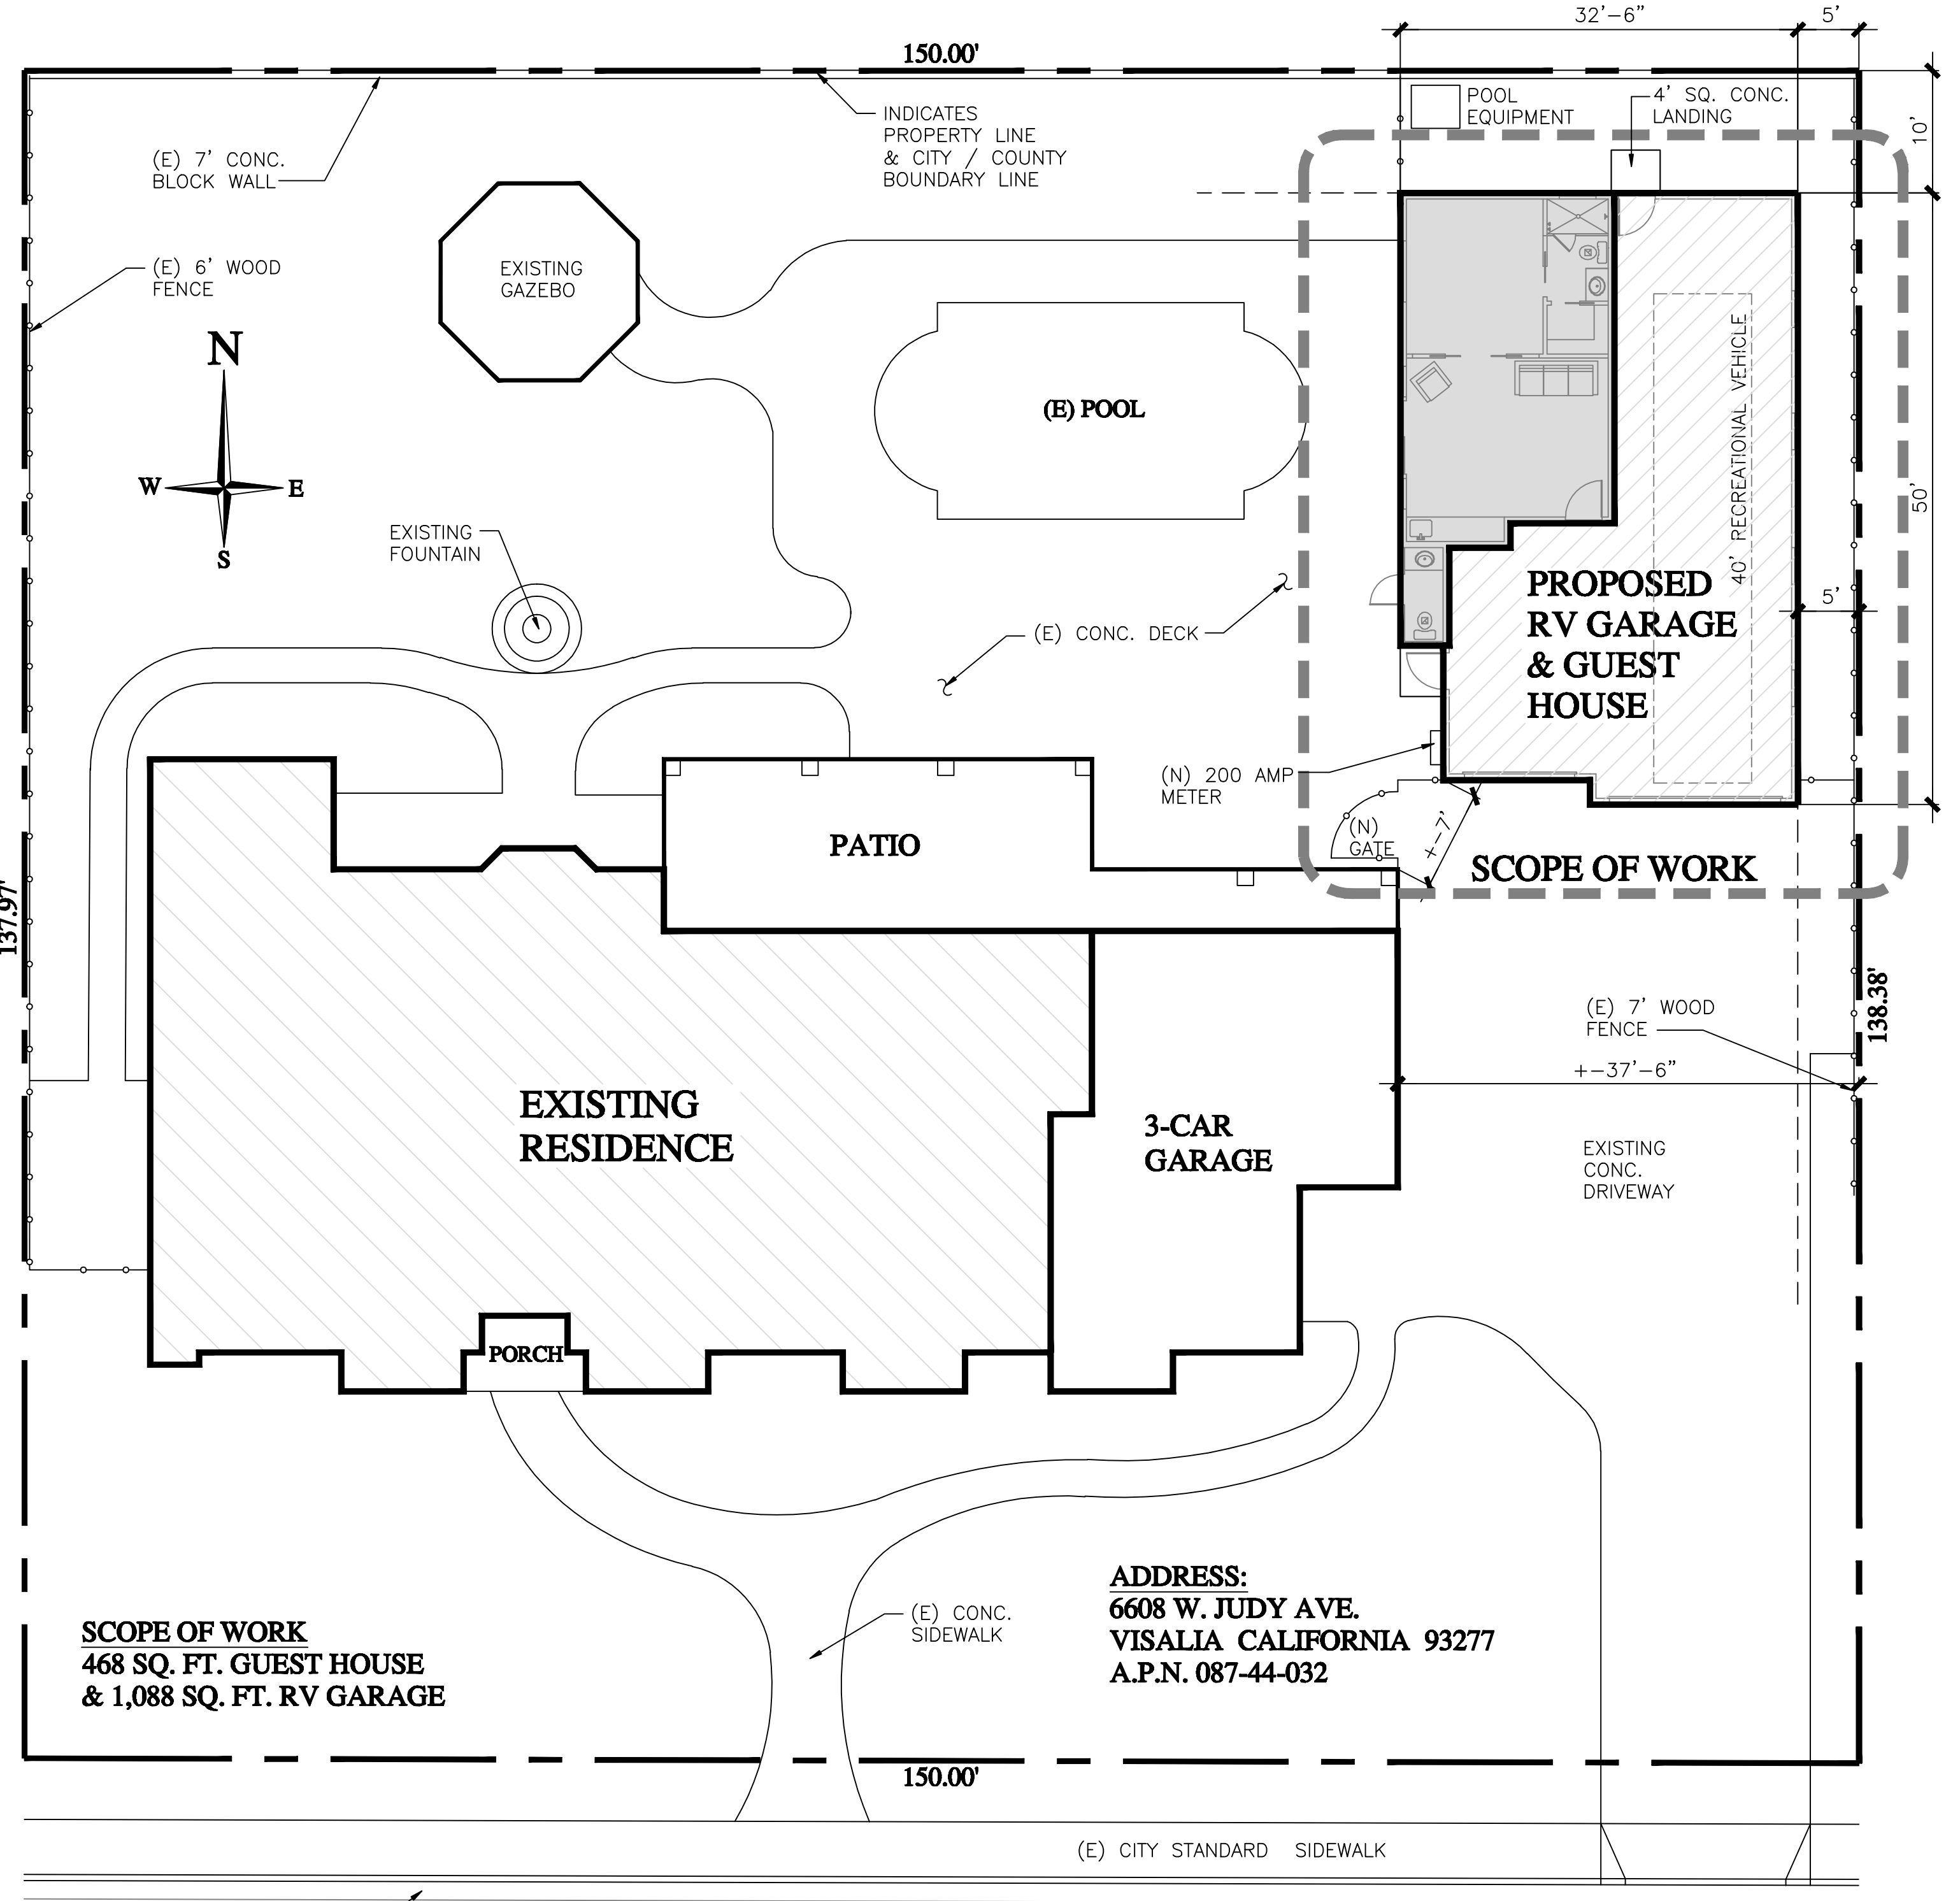 32'-6"
5'
150.00'
POOL
EQUIPMENT
4' SQ. CONC.
LANDING
INDICATES
PROPERTY LINE
& CITY / COUNTY
BOUNDARY LINE
10'
(E) 7' CONC.
BLOCK WALL
(E) 6' WOOD
FENCE
EXISTING
GAZEBO
N
W
E
S
(E) POOL
40' RECREATIONAL VEHICLE
50'
EXISTING
FOUNTAIN
PROPOSED
RV GARAGE
& GUEST
HOUSE
5'
(E) CONC. DECK
(N) 200 AMP
METER
(N)
GATE
+-7'
SCOPE OF WORK
PATIO
137.97'
138.38'
(E) 7' WOOD
FENCE
+-37'-6"
EXISTING
RESIDENCE
3-CAR
GARAGE
EXISTING
CONC.
DRIVEWAY
PORCH
ADDRESS:
6608 W. JUDY AVE.
VISALIA CALIFORNIA 93277
A.P.N. 087-44-032
(E) CONC.
SIDEWALK
SCOPE OF WORK
468 SQ. FT. GUEST HOUSE
& 1,088 SQ. FT. RV GARAGE
150.00'
(E) CITY STANDARD SIDEWALK